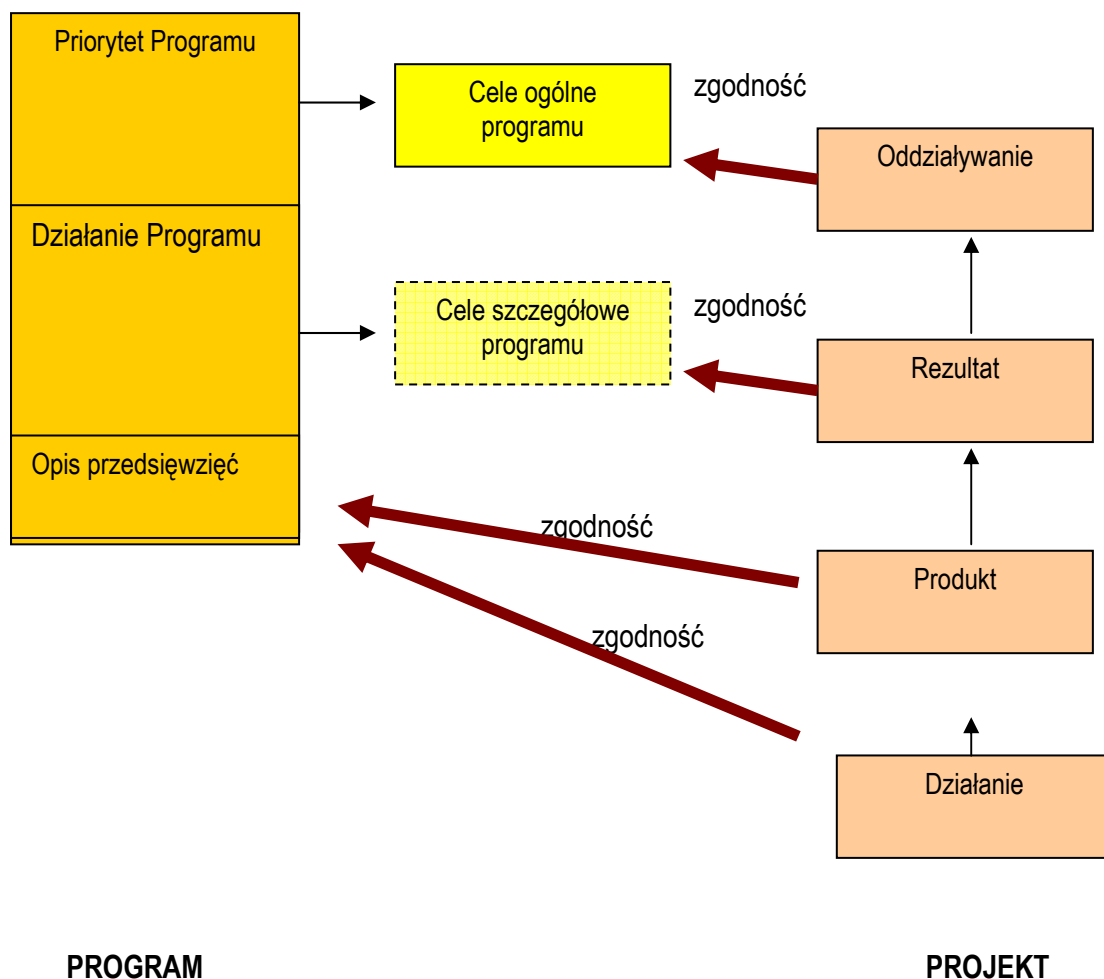 Priorytet Programu
Cele ogólne
programu
zgodność
Oddziaływanie
Działanie Programu
Cele szczegółowe
programu
zgodność
Rezultat
Opis przedsięwzięć
zgodność
Produkt
zgodność
Działanie
PROGRAM
PROJEKT